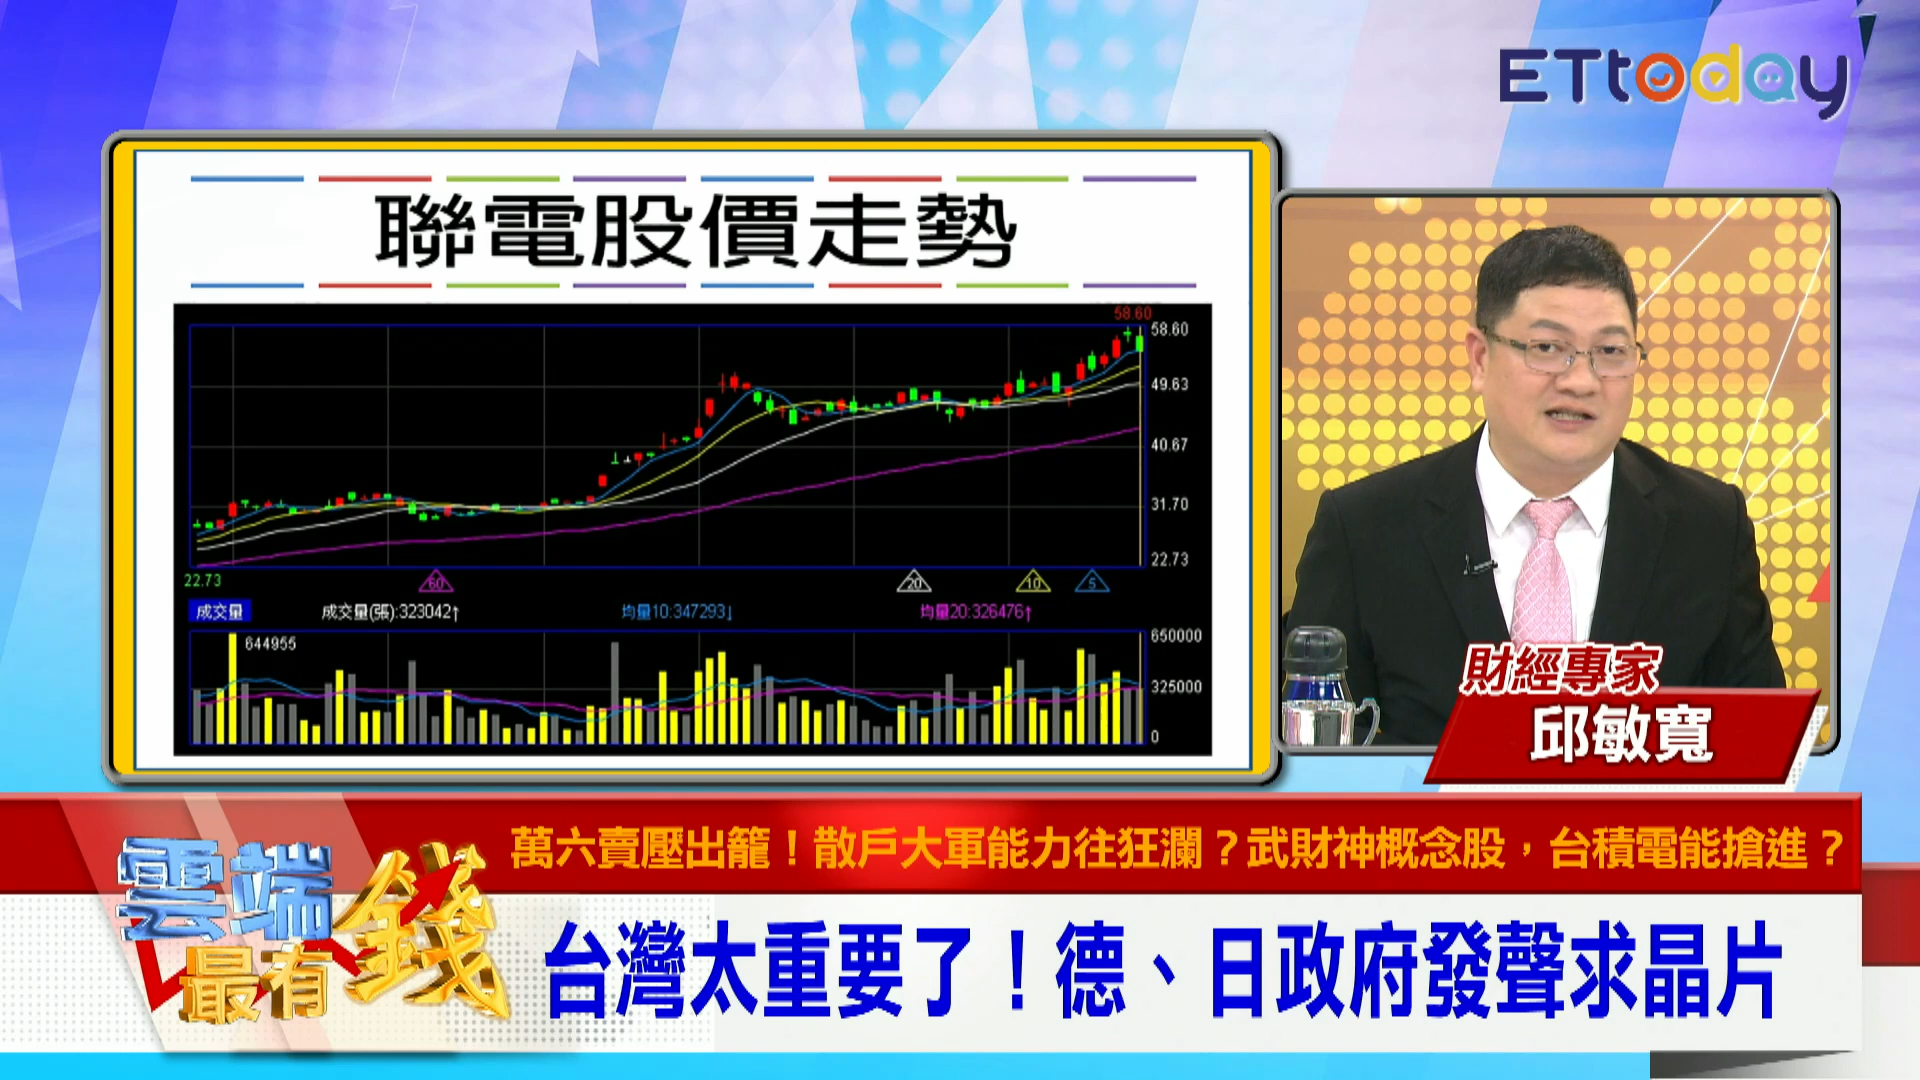 ETtoday
聯電股價走勢
58.60
58.60
49.63
40.67
31.70
22.73
22.73
60
20
10
5
成交量
成交量(張):323042↑
均量10:347293↓
均量20:326476↑
644955
650000
325000
0
財經專家
邱敏寬
萬六賣壓出籠！散戶大軍能力往狂瀾？武財神概念股，台積電能搶進？
雲端最有錢
台灣太重要了！德、日政府發聲求晶片